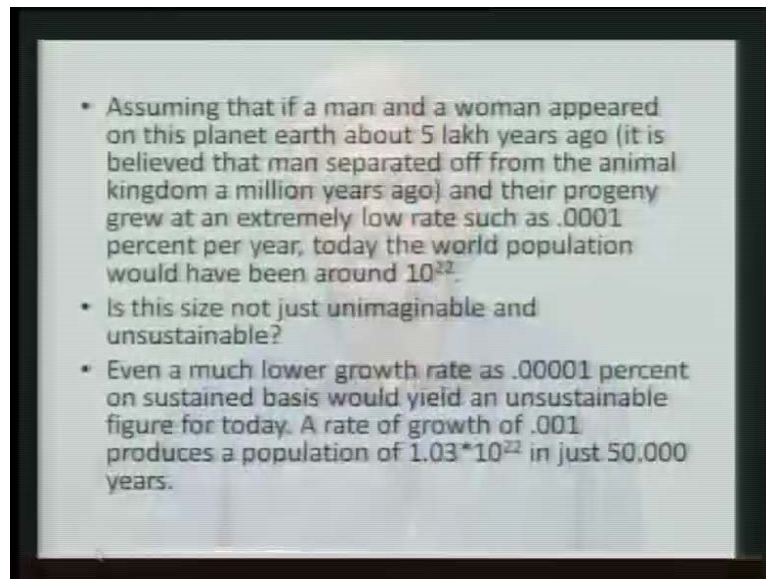 • Assuming that if a man and a woman appeared
on this planet earth about 5 lakh years ago (it is
believed that man separated off from the animal
kingdom a million years ago) and their progeny
grew at an extremely low rate such as .0001
percent per year, today the world population
would have been around 10²².
• Is this size not just unimaginable and
unsustainable?
• Even a much lower growth rate as .00001 percent
on sustained basis would yield an unsustainable
figure for today. A rate of growth of .001
produces a population of 1.03*10²² in just 50.000
years.